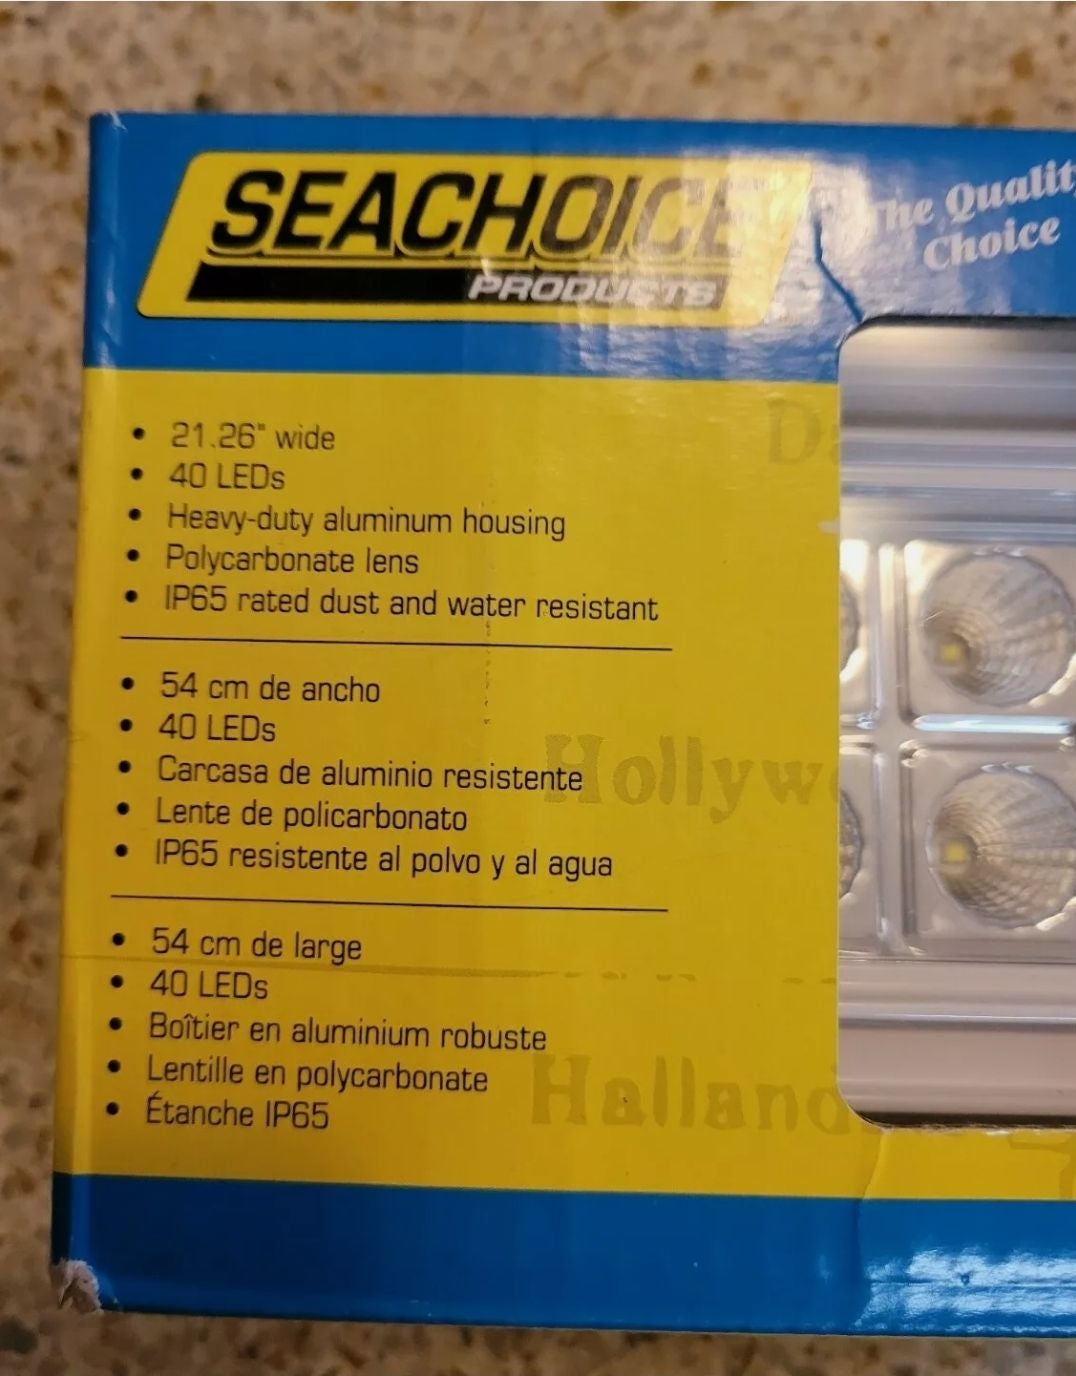 SEACHOICE
PRODUCTS
The Quality
Choice
• 21.26" wide
• 40 LEDs
• Heavy-duty aluminum housing
• Polycarbonate lens
• IP65 rated dust and water resistant
• 54 cm de ancho
• 40 LEDs
• Carcasa de aluminio resistente
• Lente de policarbonato
• IP65 resistente al polvo y al agua
• 54 cm de large
• 40 LEDs
• Boîtier en aluminium robuste
• Lentille en polycarbonate
• Étanche IP65